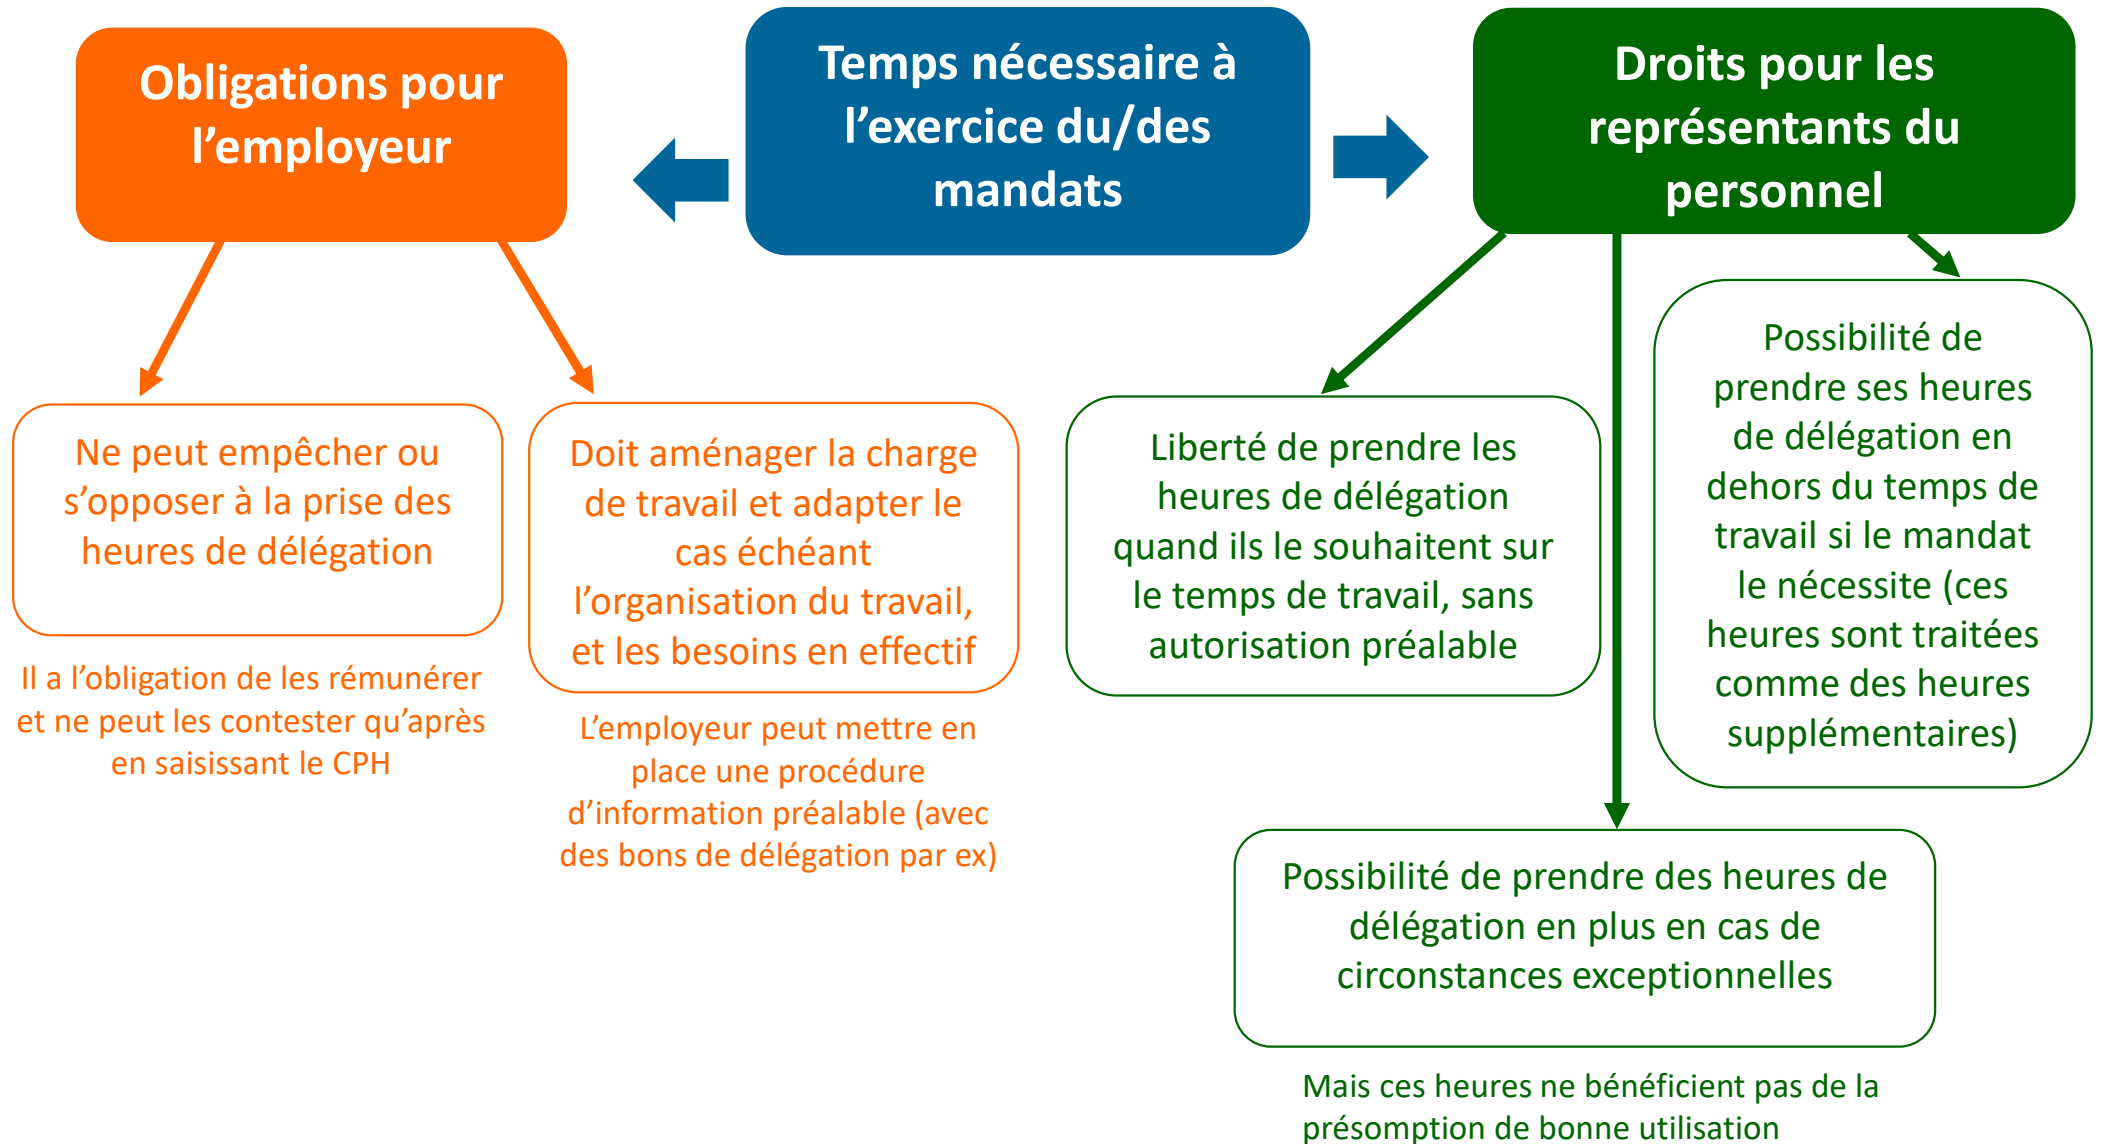 Obligations pour
l’employeur
Temps nécessaire à
l’exercice du/des
mandats
Droits pour les
représentants du
personnel
Ne peut empêcher ou
s’opposer à la prise des
heures de délégation
Il a l’obligation de les rémunérer
et ne peut les contester qu’après
en saisissant le CPH
Doit aménager la charge
de travail et adapter le
cas échéant
l’organisation du travail,
et les besoins en effectif
L’employeur peut mettre en
place une procédure
d’information préalable (avec
des bons de délégation par ex)
Liberté de prendre les
heures de délégation
quand ils le souhaitent sur
le temps de travail, sans
autorisation préalable
Possibilité de
prendre ses heures
de délégation en
dehors du temps de
travail si le mandat
le nécessite (ces
heures sont traitées
comme des heures
supplémentaires)
Possibilité de prendre des heures de
délégation en plus en cas de
circonstances exceptionnelles
Mais ces heures ne bénéficient pas de la
présomption de bonne utilisation